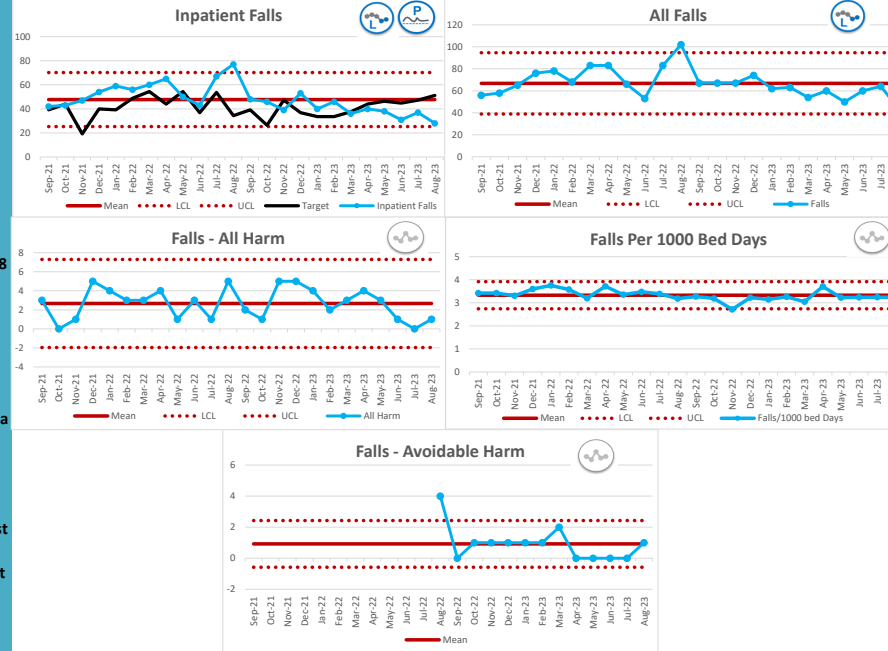 Inpatient Falls
L
P
100
80
60
40
20
0
Sep-21
Oct-21
Nov-21
Dec-21
Jan-22
Feb-22
Mar-22
Apr-22
May-22
Jun-22
Jul-22
Aug-22
Sep-22
Oct-22
Nov-22
Dec-22
Jan-23
Feb-23
Mar-23
Apr-23
May-23
Jun-23
Jul-23
Aug-23
Mean LCL UCL Target Inpatient Falls
All Falls
L
120
100
80
60
40
20
0
Sep-21
Oct-21
Nov-21
Dec-21
Jan-22
Feb-22
Mar-22
Apr-22
May-22
Jun-22
Jul-22
Aug-22
Sep-22
Oct-22
Nov-22
Dec-22
Jan-23
Feb-23
Mar-23
Apr-23
May-23
Jun-23
Jul-23
Mean LCL UCL Falls
8
Falls - All Harm
8
6
4
2
0
-2
-4
Sep-21
Oct-21
Nov-21
Dec-21
Jan-22
Feb-22
Mar-22
Apr-22
May-22
Jun-22
Jul-22
Aug-22
Sep-22
Oct-22
Nov-22
Dec-22
Jan-23
Feb-23
Mar-23
Apr-23
May-23
Jun-23
Jul-23
Aug-23
Mean LCL UCL All Harm
Falls Per 1000 Bed Days
5
4
3
2
1
0
Sep-21
Oct-21
Nov-21
Dec-21
Jan-22
Feb-22
Mar-22
Apr-22
May-22
Jun-22
Jul-22
Aug-22
Sep-22
Oct-22
Nov-22
Dec-22
Jan-23
Feb-23
Mar-23
Apr-23
May-23
Jun-23
Jul-23
Mean LCL UCL Falls/1000 bed Days
a
st
t
Falls - Avoidable Harm
6
4
2
0
-2
Sep-21
Oct-21
Nov-21
Dec-21
Jan-22
Feb-22
Mar-22
Apr-22
May-22
Jun-22
Jul-22
Aug-22
Sep-22
Oct-22
Nov-22
Dec-22
Jan-23
Feb-23
Mar-23
Apr-23
May-23
Jun-23
Jul-23
Aug-23
Mean